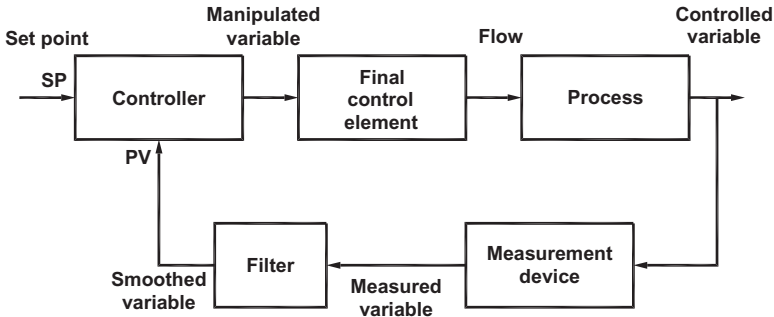 Set point
SP
Controller
PV
Manipulated
variable
Final
control
element
Flow
Process
Controlled
variable
Measurement
device
Measured
variable
Filter
Smoothed
variable